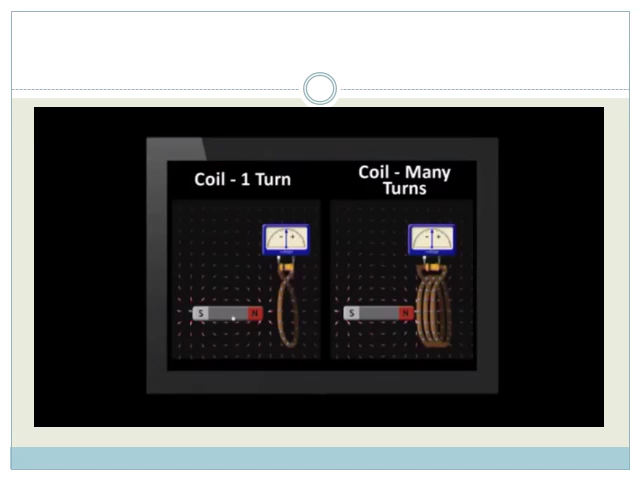 Coil - 1 Turn
Coil - Many
Turns
- +
- +
S N
S N